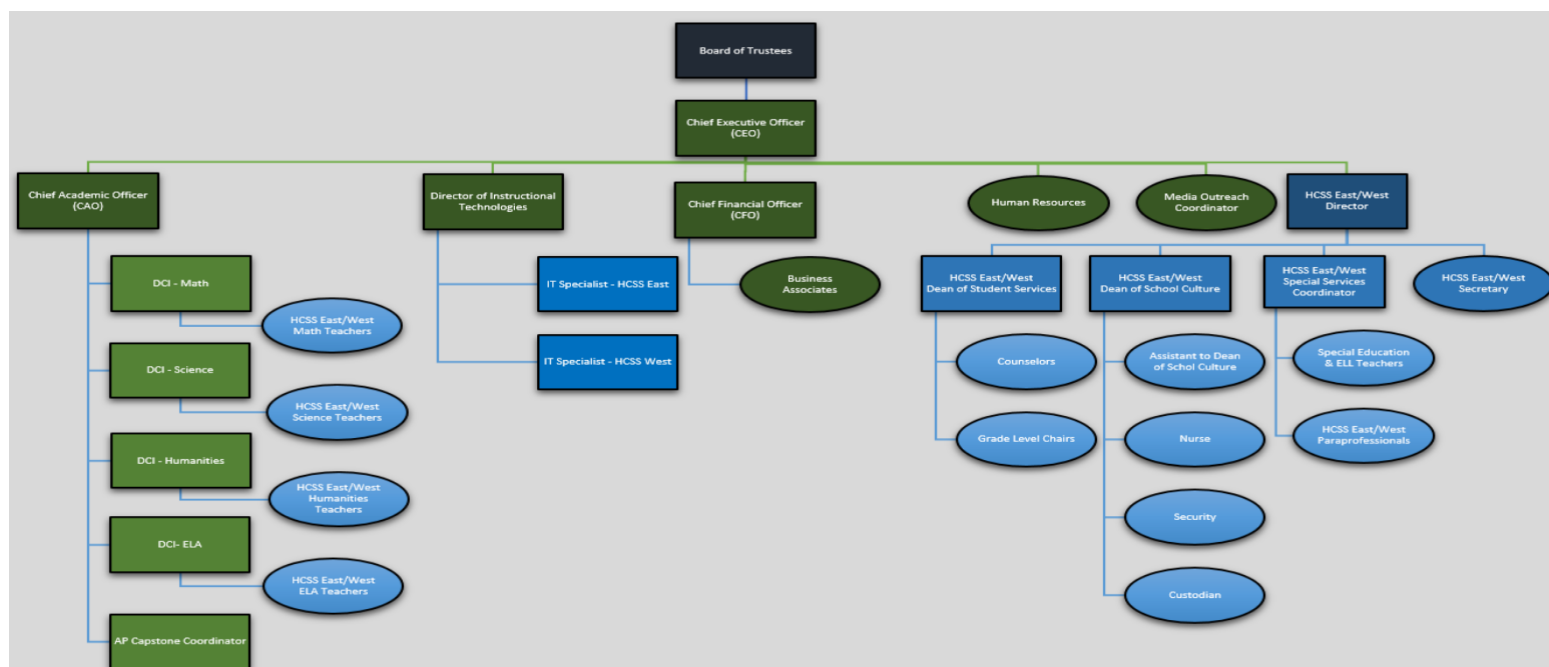 Board of Trustees
Chief Executive Officer
(CEO)
Chief Academic Officer
(CAO)
Director of Instructional
Technologies
Chief Financial Officer
(CFO)
Human Resources
Media Outreach
Coordinator
HCSS East/West
Director
DCI - Math
HCSS East/West
Math Teachers
DCI - Science
HCSS East/West
Science Teachers
DCI - Humanities
HCSS East/West
Humanities
Teachers
DCI- ELA
HCSS East/West
ELA Teachers
AP Capstone Coordinator
IT Specialist - HCSS East
IT Specialist - HCSS West
Business
Associates
HCSS East/West
Dean of Student Services
Counselors
Grade Level Chairs
HCSS East/West
Dean of School Culture
Assistant to Dean
of Schol Culture
Nurse
Security
Custodian
HCSS East/West
Special Services
Coordinator
Special Education
& ELL Teachers
HCSS East/West
Paraprofessionals
HCSS East/West
Secretary